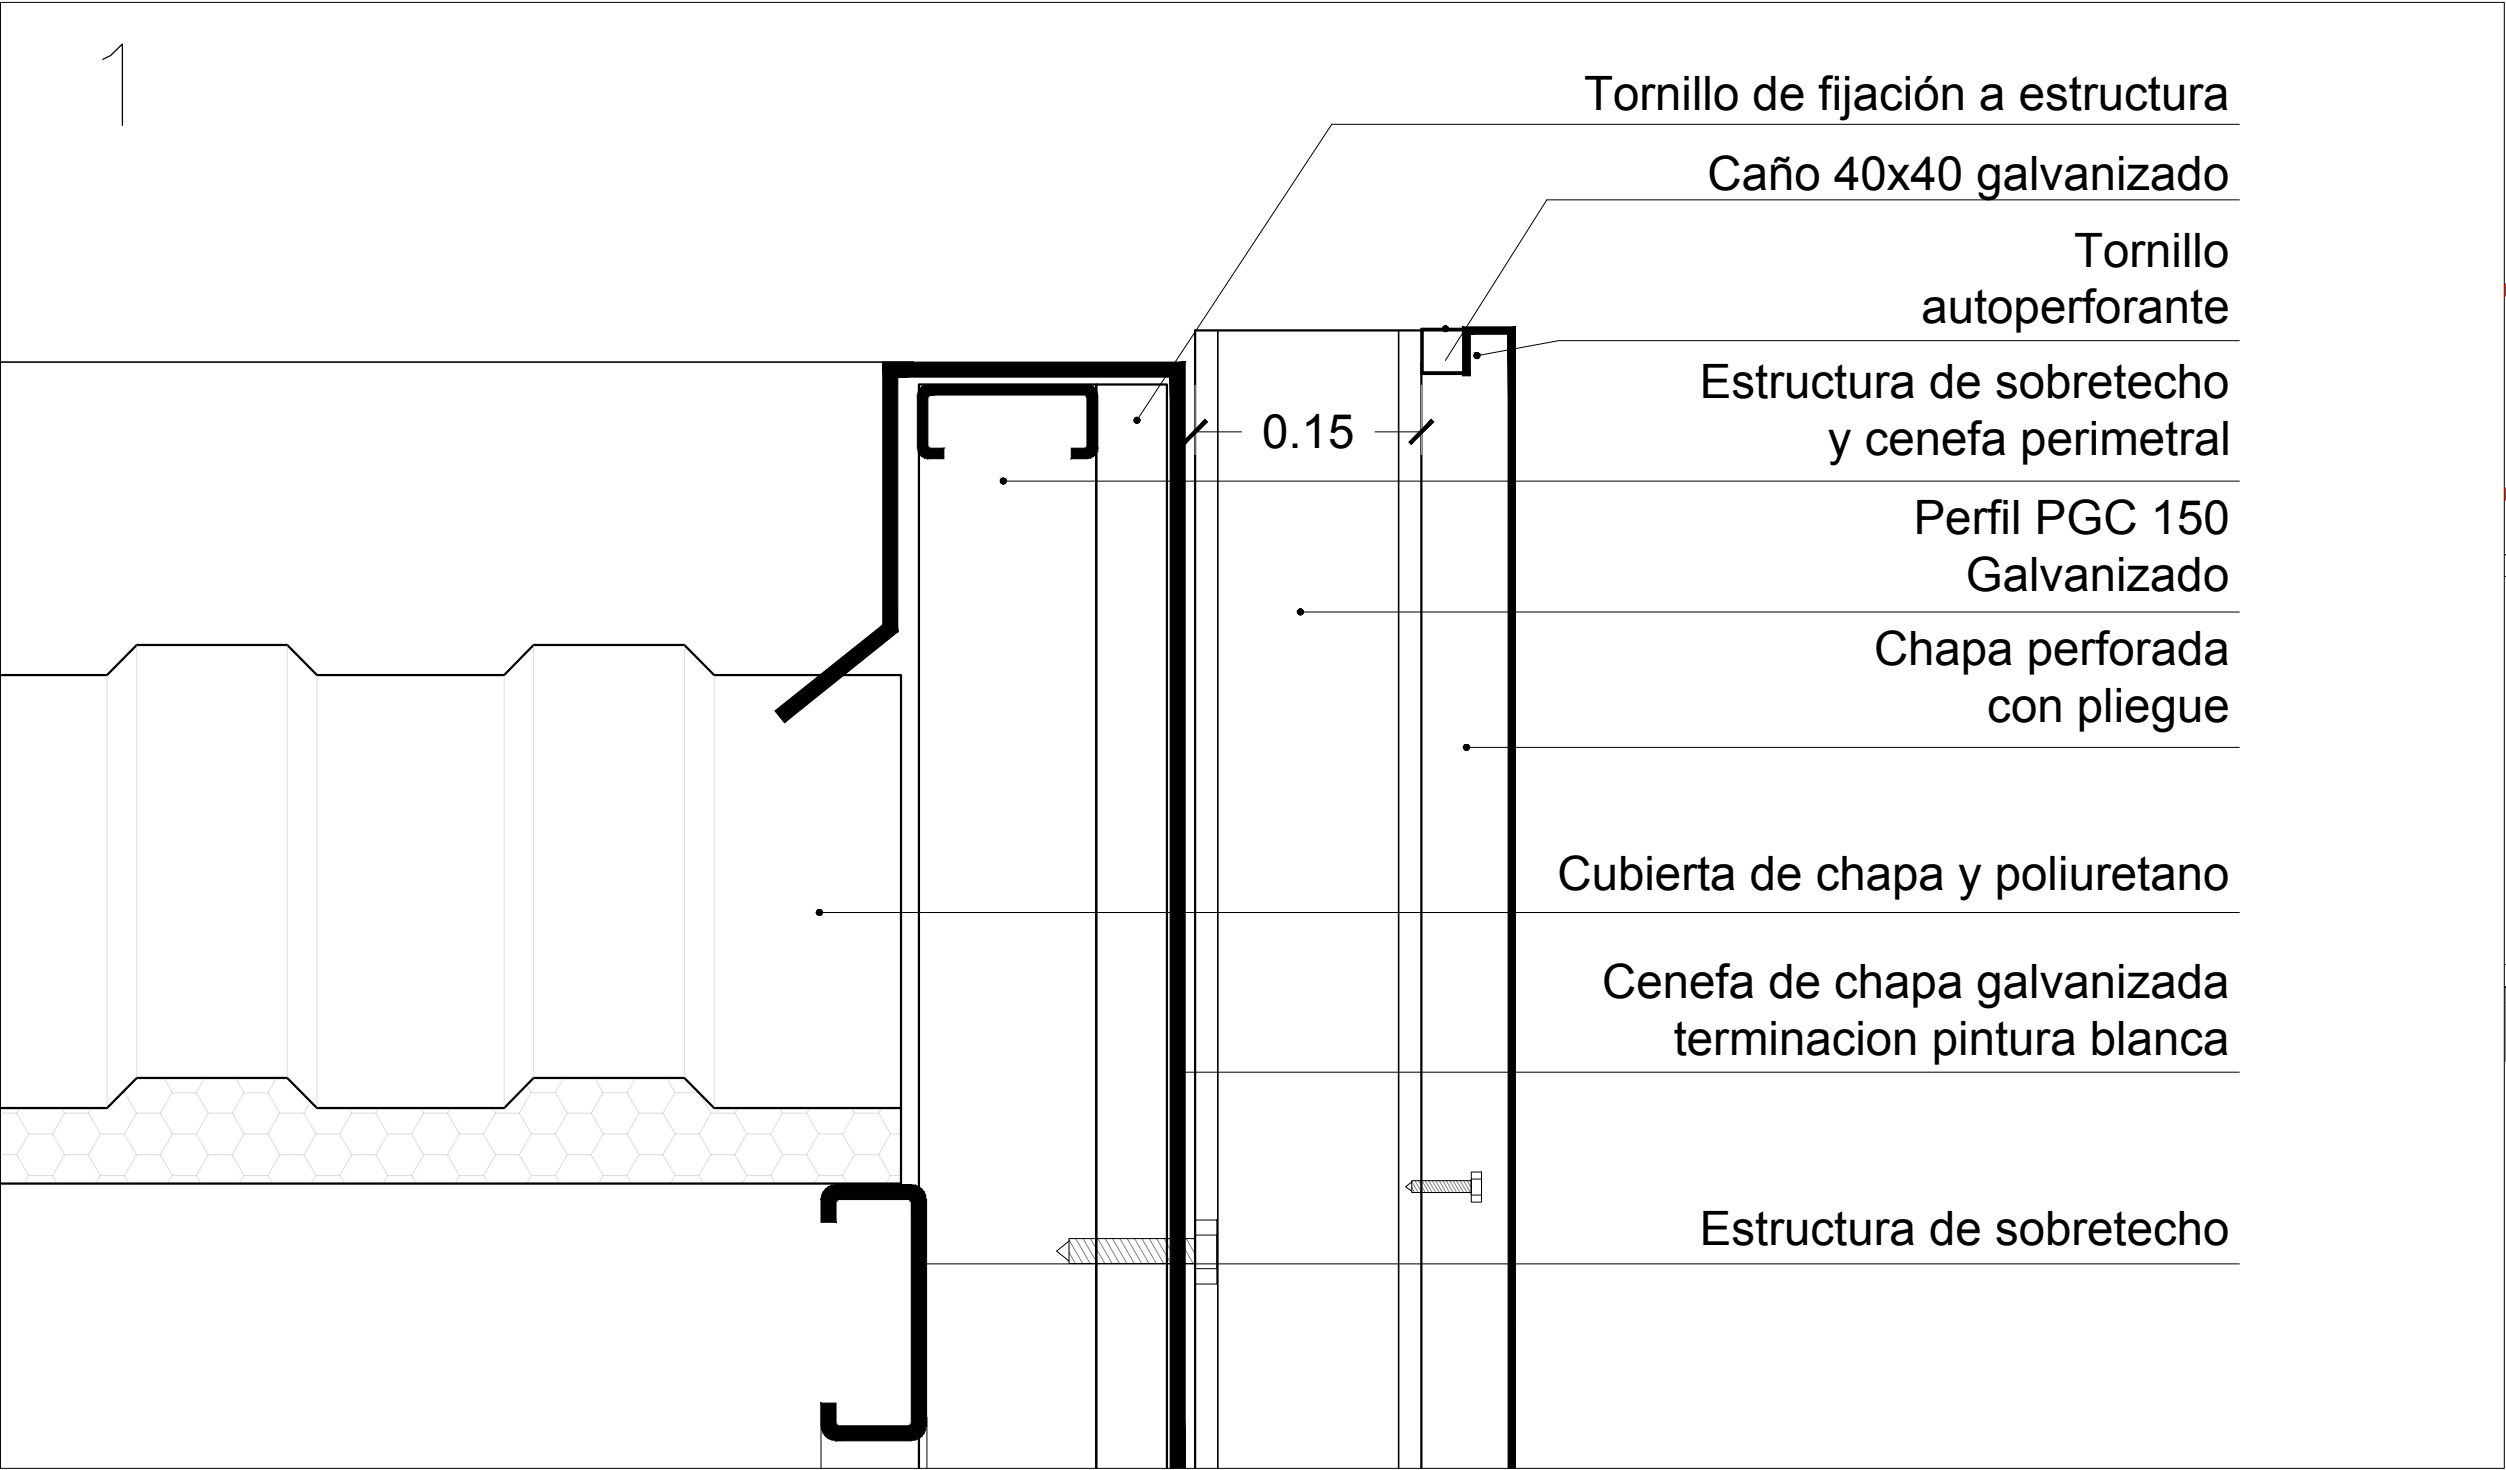 1
Tornillo de fijación a estructura
Caño 40x40 galvanizado
Tornillo
autoperforante
Estructura de sobretecho
y cenefa perimetral
0.15
Perfil PGC 150
Galvanizado
Chapa perforada
con pliegue
Cubierta de chapa y poliuretano
Cenefa de chapa galvanizada
terminacion pintura blanca
Estructura de sobretecho